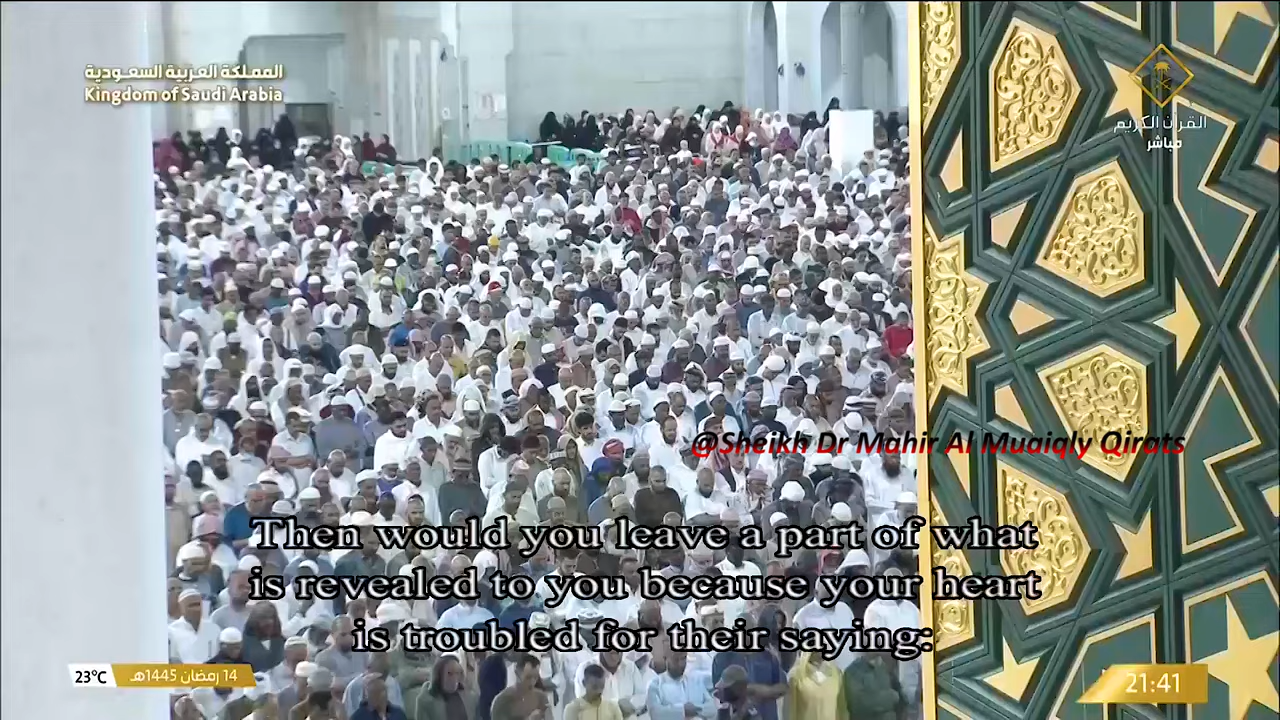 المملكة العربية السعودية
Kingdom of Saudi Arabia
القرآن الكريم
مباشر
@Sheikh Dr Mahir Al Muaiqly Qirats
Then would you leave a part of what
is revealed to you because your heart
is troubled for their saying:
23°C
14 رمضان 1445هـ
21:41